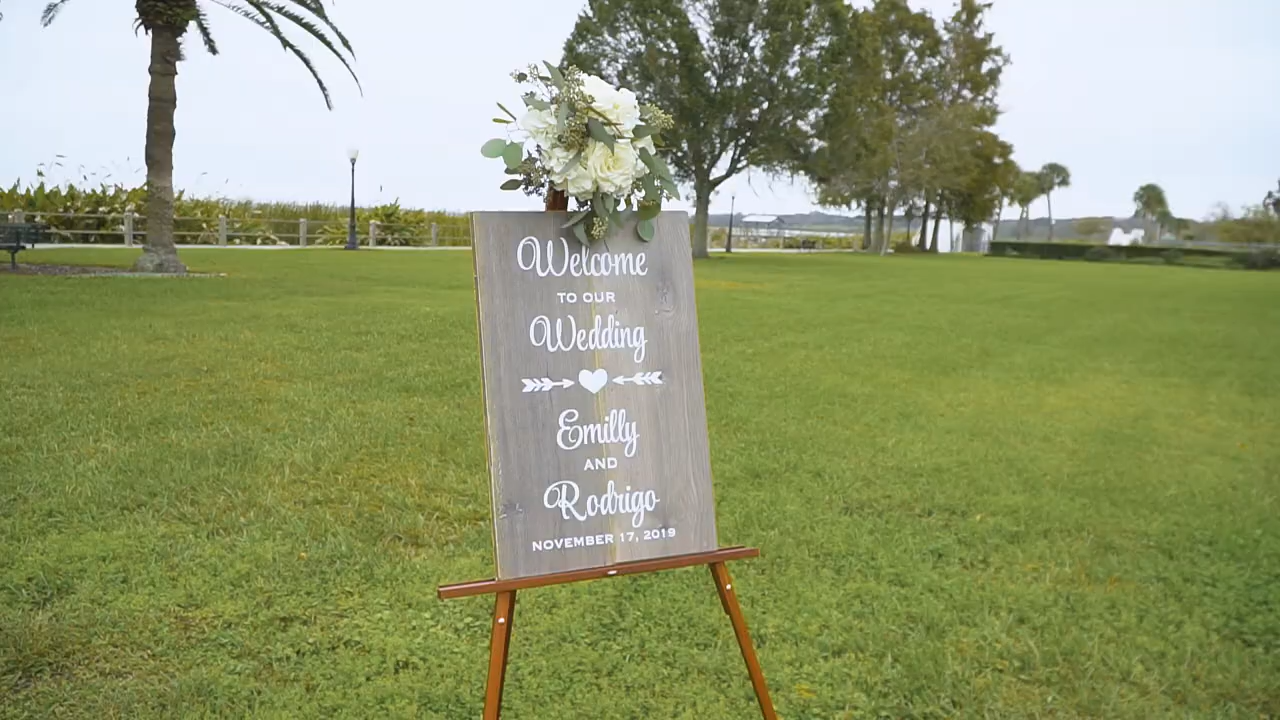 Welcome
TO OUR
Wedding
Emilly
AND
Rodrigo
NOVEMBER 17, 2019